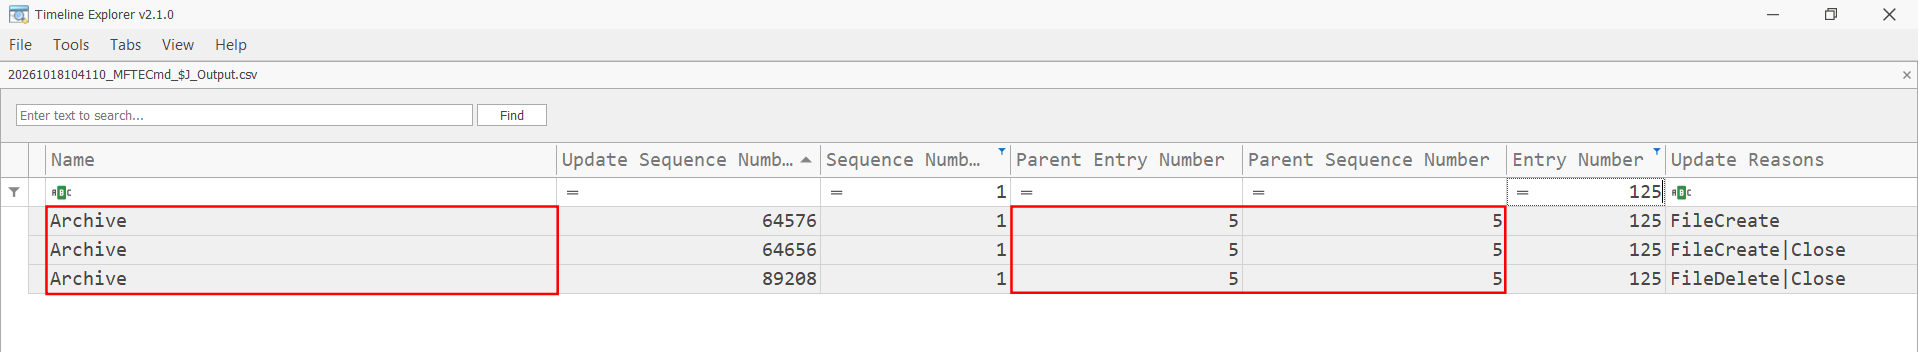 Timeline Explorer v2.1.0
File Tools Tabs View Help
20261018104110_MFTECmd_$J_Output.csv
Enter text to search... Find
Name Update Sequence Numb… Sequence Numb… Parent Entry Number Parent Sequence Number Entry Number Update Reasons
ABC = = 1 = = = 125 ABC
Archive 64576 1 5 5 125 FileCreate
Archive 64656 1 5 5 125 FileCreate|Close
Archive 89208 1 5 5 125 FileDelete|Close